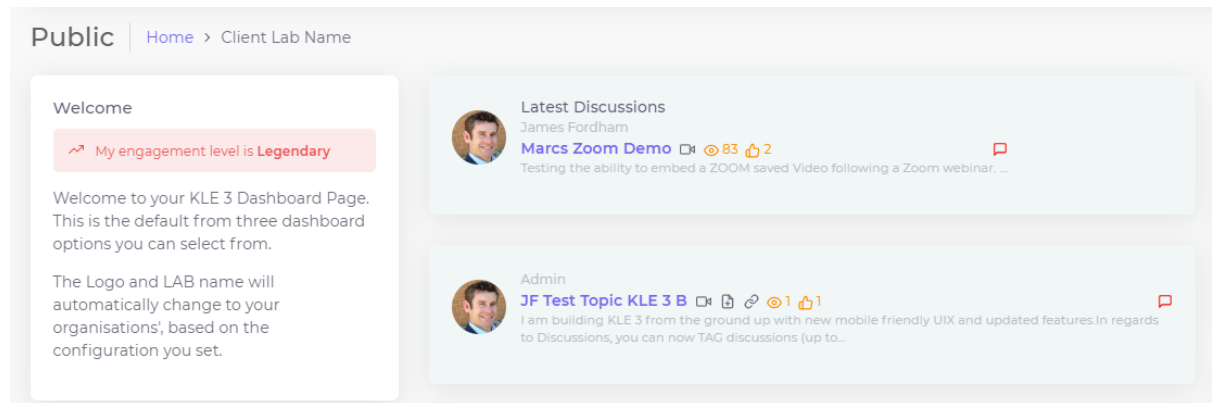 Public Home > Client Lab Name
Welcome
My engagement level is Legendary
Welcome to your KLE 3 Dashboard Page.
This is the default from three dashboard
options you can select from.
The Logo and LAB name will
automatically change to your
organisations', based on the
configuration you set.
Latest Discussions
James Fordham
Marcs Zoom Demo 83 2
Testing the ability to embed a ZOOM saved Video following a Zoom webinar. ...
Admin
JF Test Topic KLE 3 B 1 1
I am building KLE 3 from the ground up with new mobile friendly UIX and updated features.In regards
to Discussions, you can now TAG discussions (up to...